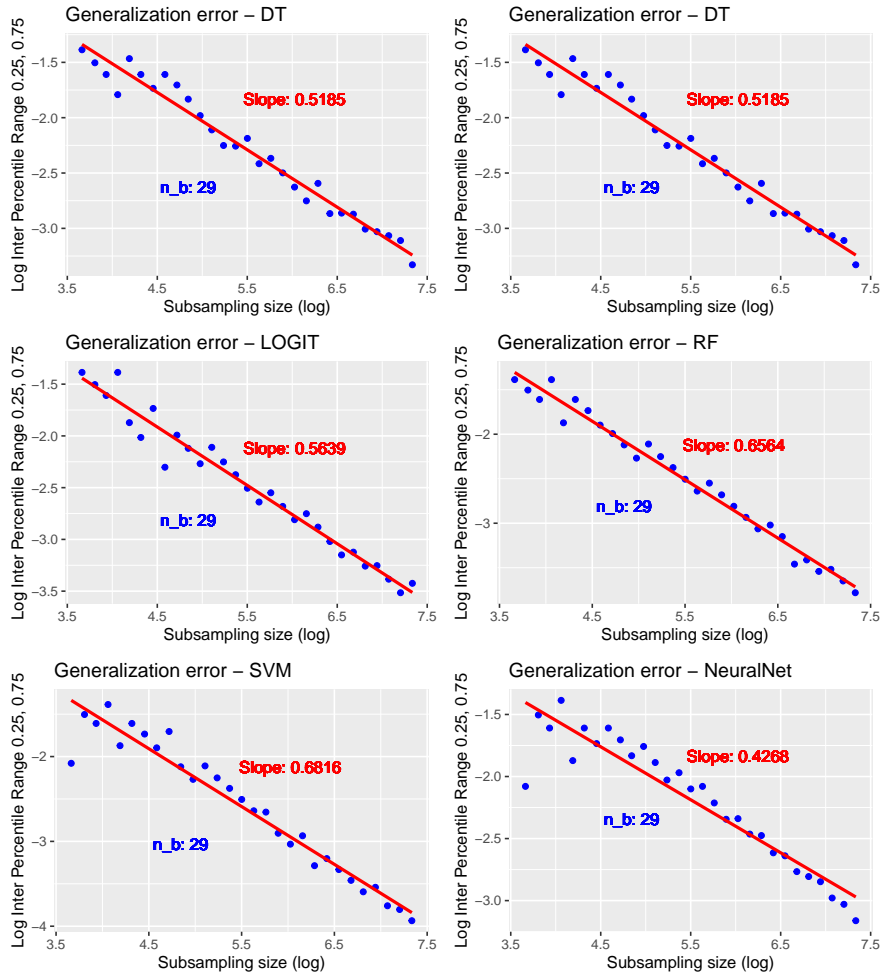 Generalization error – DT
Log Inter Percentile Range 0.25, 0.75
−1.5
−2.0
−2.5
−3.0
Slope: 0.5185
n_b: 29
3.5 4.5 5.5 6.5 7.5
Subsampling size (log)
Generalization error – DT
Log Inter Percentile Range 0.25, 0.75
−1.5
−2.0
−2.5
−3.0
Slope: 0.5185
n_b: 29
3.5 4.5 5.5 6.5 7.5
Subsampling size (log)
Generalization error – LOGIT
Log Inter Percentile Range 0.25, 0.75
−1.5
−2.0
−2.5
−3.0
−3.5
Slope: 0.5639
n_b: 29
3.5 4.5 5.5 6.5 7.5
Subsampling size (log)
Generalization error – RF
Log Inter Percentile Range 0.25, 0.75
−2
−3
Slope: 0.6564
n_b: 29
3.5 4.5 5.5 6.5 7.5
Subsampling size (log)
Generalization error – SVM
Log Inter Percentile Range 0.25, 0.75
−2
−3
−4
Slope: 0.6816
n_b: 29
3.5 4.5 5.5 6.5 7.5
Subsampling size (log)
Generalization error – NeuralNet
Log Inter Percentile Range 0.25, 0.75
−1.5
−2.0
−2.5
−3.0
Slope: 0.4268
n_b: 29
3.5 4.5 5.5 6.5 7.5
Subsampling size (log)